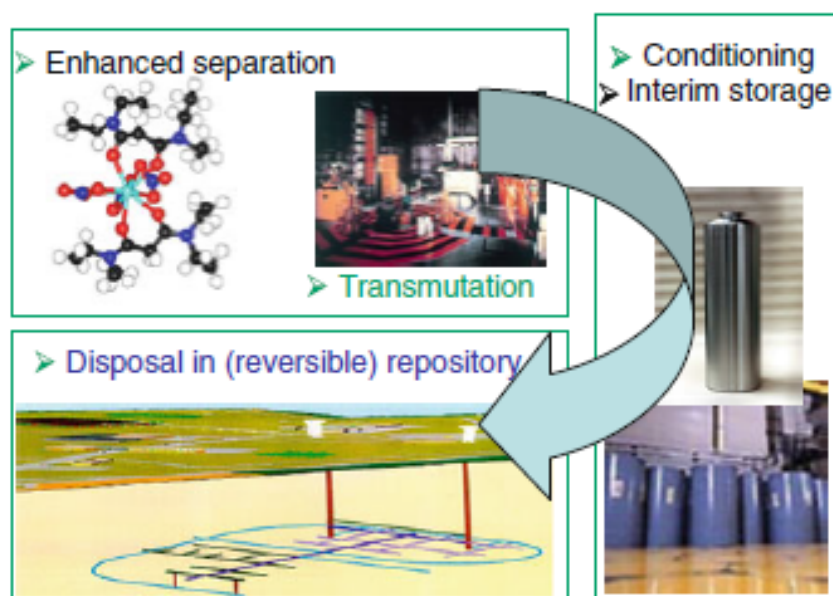 ➢ Enhanced separation
➢ Transmutation
➢ Conditioning
➢ Interim storage
➢ Disposal in (reversible) repository